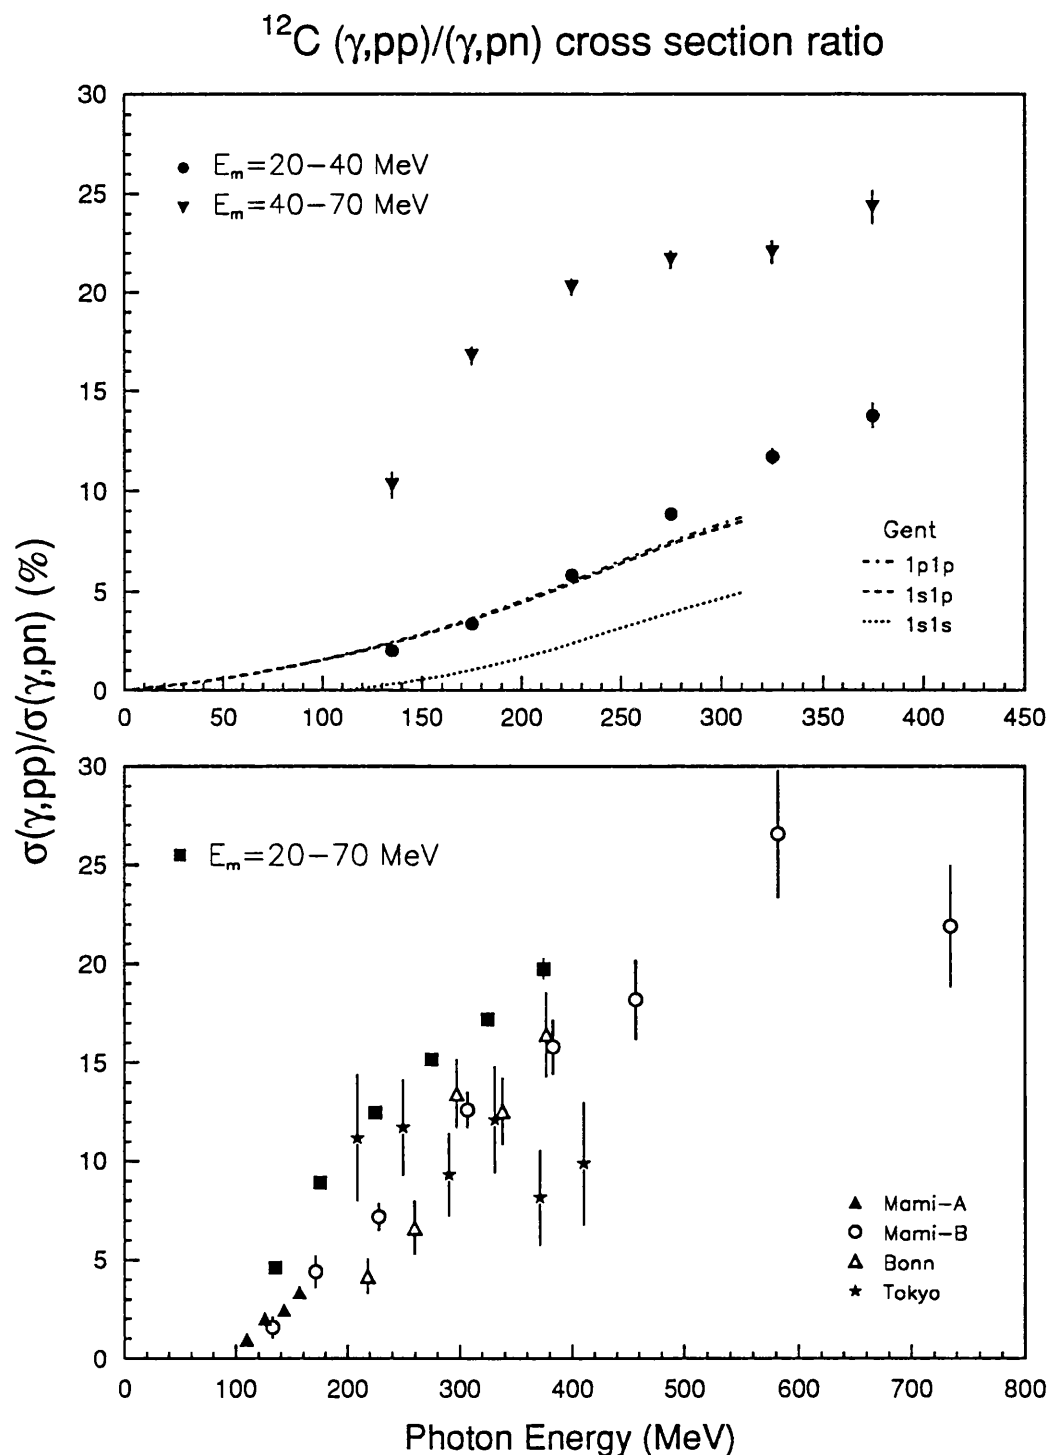 ¹²C (γ,pp)/(γ,pn) cross section ratio
30
25
20
15
10
5
0
E_m=20−40 MeV
E_m=40−70 MeV
Gent
1p1p
1s1p
1s1s
0 50 100 150 200 250 300 350 400 450
σ(γ,pp)/σ(γ,pn) (%)
30
25
20
15
10
5
0
E_m=20−70 MeV
Mami−A
Mami−B
Bonn
Tokyo
0 100 200 300 400 500 600 700 800
Photon Energy (MeV)